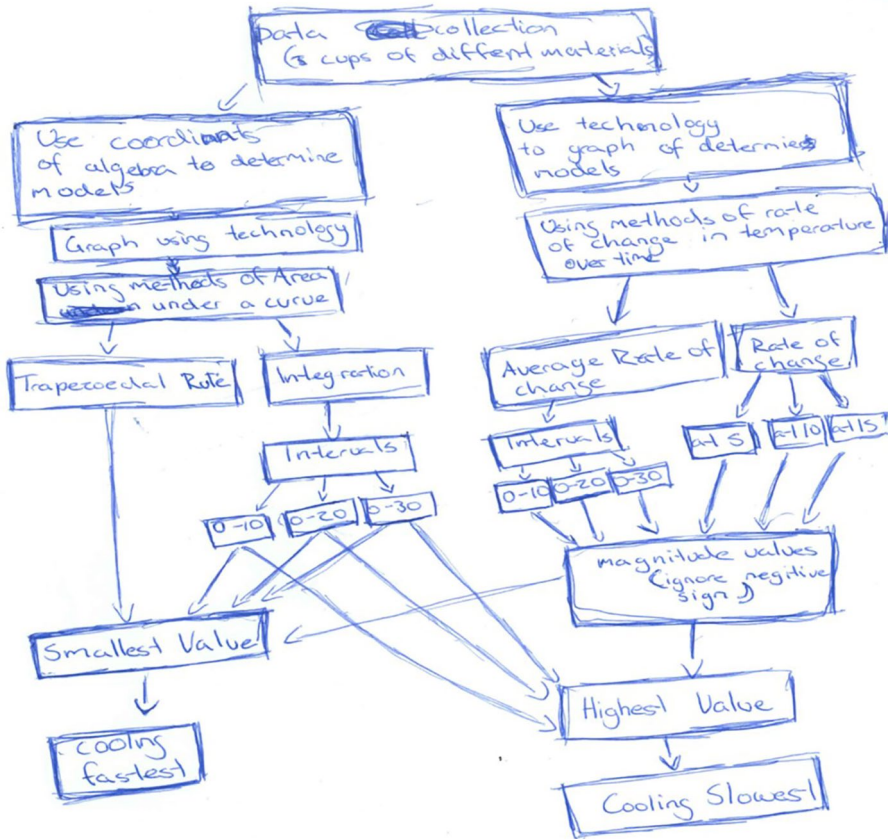 Data collection
(3 cups of different materials)
Use coordinats
of algebra to determine
models
Graph using technology
Using methods of Area
under a curve
Traperoedal Rule
Integration
Intervals
0-10
0-20
0-30
Smallest Value
Cooling
fastest
Use technology
to graph of determines
models
Using methods of rate
of change in temperature
over time
Average Rate of
change
Rate of
change
Intervals
0-10
0-20
0-30
at 5
at 10
at 15
magnitude values
(ignore negitive
sign)
Highest Value
Cooling Slowest